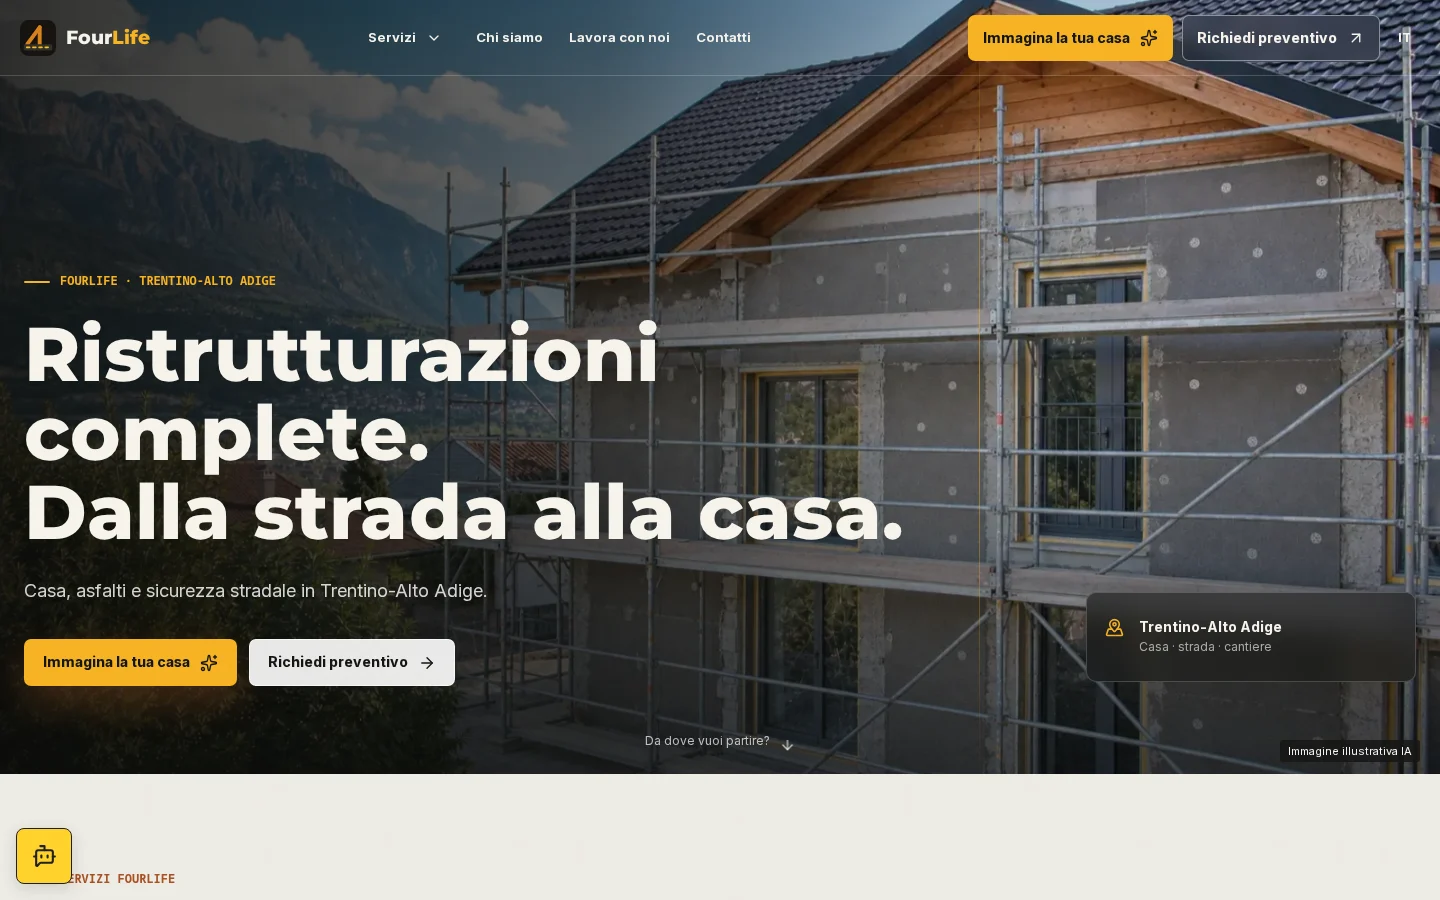 FourLife
Servizi
Chi siamo
Lavora con noi
Contatti
Immagina la tua casa
Richiedi preventivo
IT
FOURLIFE · TRENTINO-ALTO ADIGE
Ristrutturazioni
complete.
Dalla strada alla casa.
Casa, asfalti e sicurezza stradale in Trentino-Alto Adige.
Immagina la tua casa
Richiedi preventivo
Trentino-Alto Adige
Casa · strada · cantiere
Da dove vuoi partire?
Immagine illustrativa IA
ERVIZI FOURLIFE